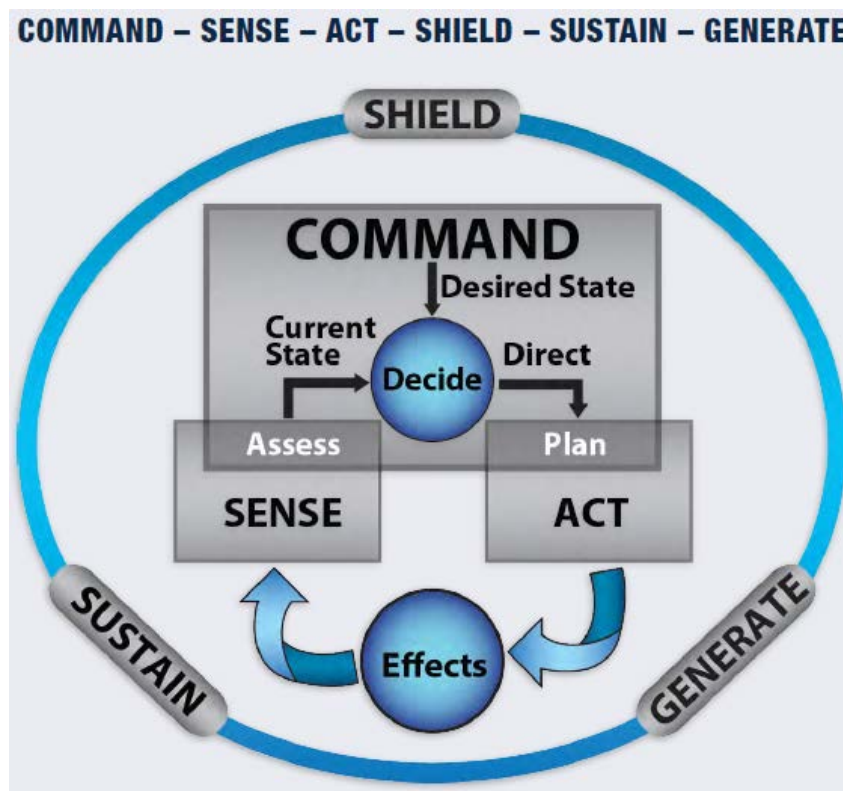 COMMAND – SENSE – ACT – SHIELD – SUSTAIN – GENERATE
SHIELD
COMMAND
Desired State
Current
State
Decide
Direct
Assess
Plan
SENSE
ACT
SUSTAIN
Effects
GENERATE